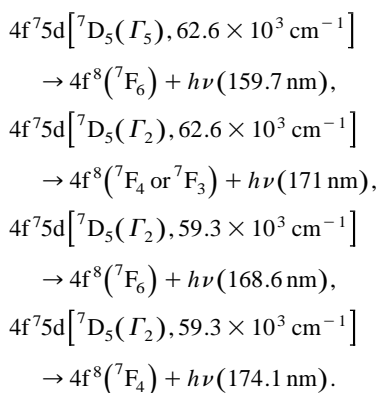 4f⁷5d[⁷D₅(Γ₅), 62.6 × 10³ cm⁻¹]
→ 4f⁸(⁷F₆) + hν(159.7 nm),
4f⁷5d[⁷D₅(Γ₂), 62.6 × 10³ cm⁻¹]
→ 4f⁸(⁷F₄ or ⁷F₃) + hν(171 nm),
4f⁷5d[⁷D₅(Γ₂), 59.3 × 10³ cm⁻¹]
→ 4f⁸(⁷F₆) + hν(168.6 nm),
4f⁷5d[⁷D₅(Γ₂), 59.3 × 10³ cm⁻¹]
→ 4f⁸(⁷F₄) + hν(174.1 nm).